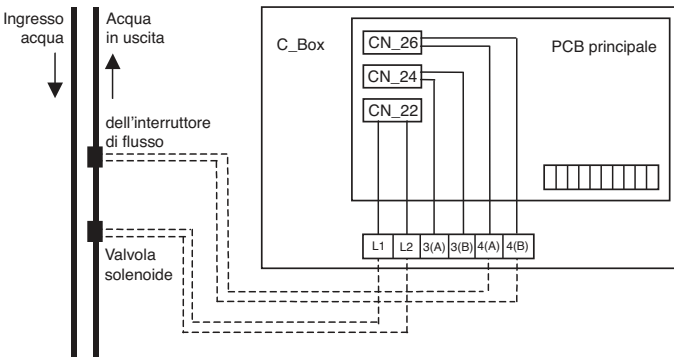 Ingresso
acqua
Acqua
in uscita
dell'interruttore
di flusso
Valvola
solenoide
C_Box
PCB principale
CN_26
CN_24
CN_22
L1
L2
3(A)
3(B)
4(A)
4(B)